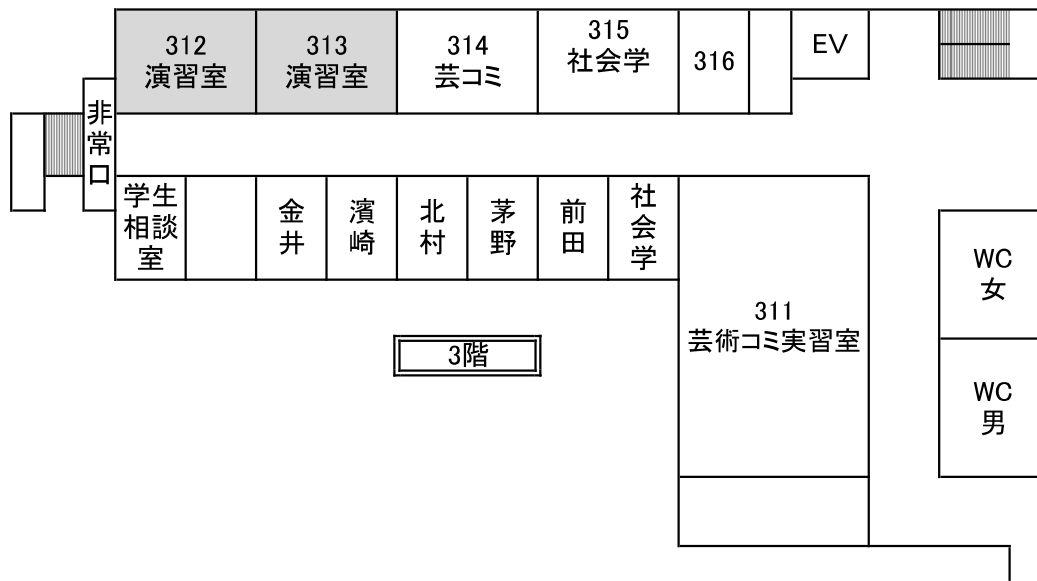 312
演習室
313
演習室
314
芸コミ
315
社会学
316
EV
非常口
学生
相談
室
金井
濱崎
北村
茅野
前田
社会学
311
芸術コミ実習室
WC
女
3階
WC
男